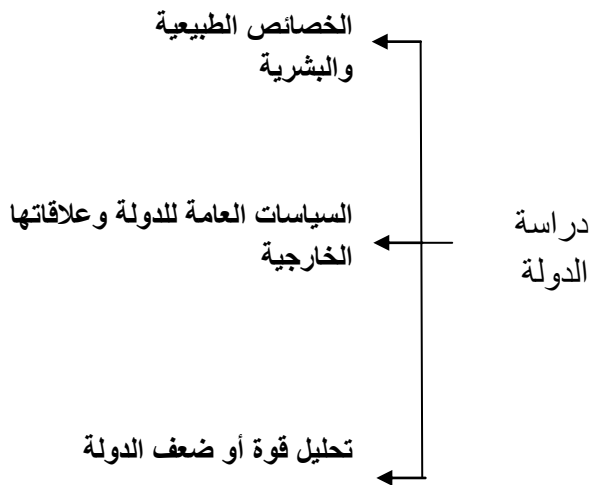 دراسة
الدولة
الخصائص الطبيعية
والبشرية
السياسات العامة للدولة وعلاقاتها
الخارجية
تحليل قوة أو ضعف الدولة